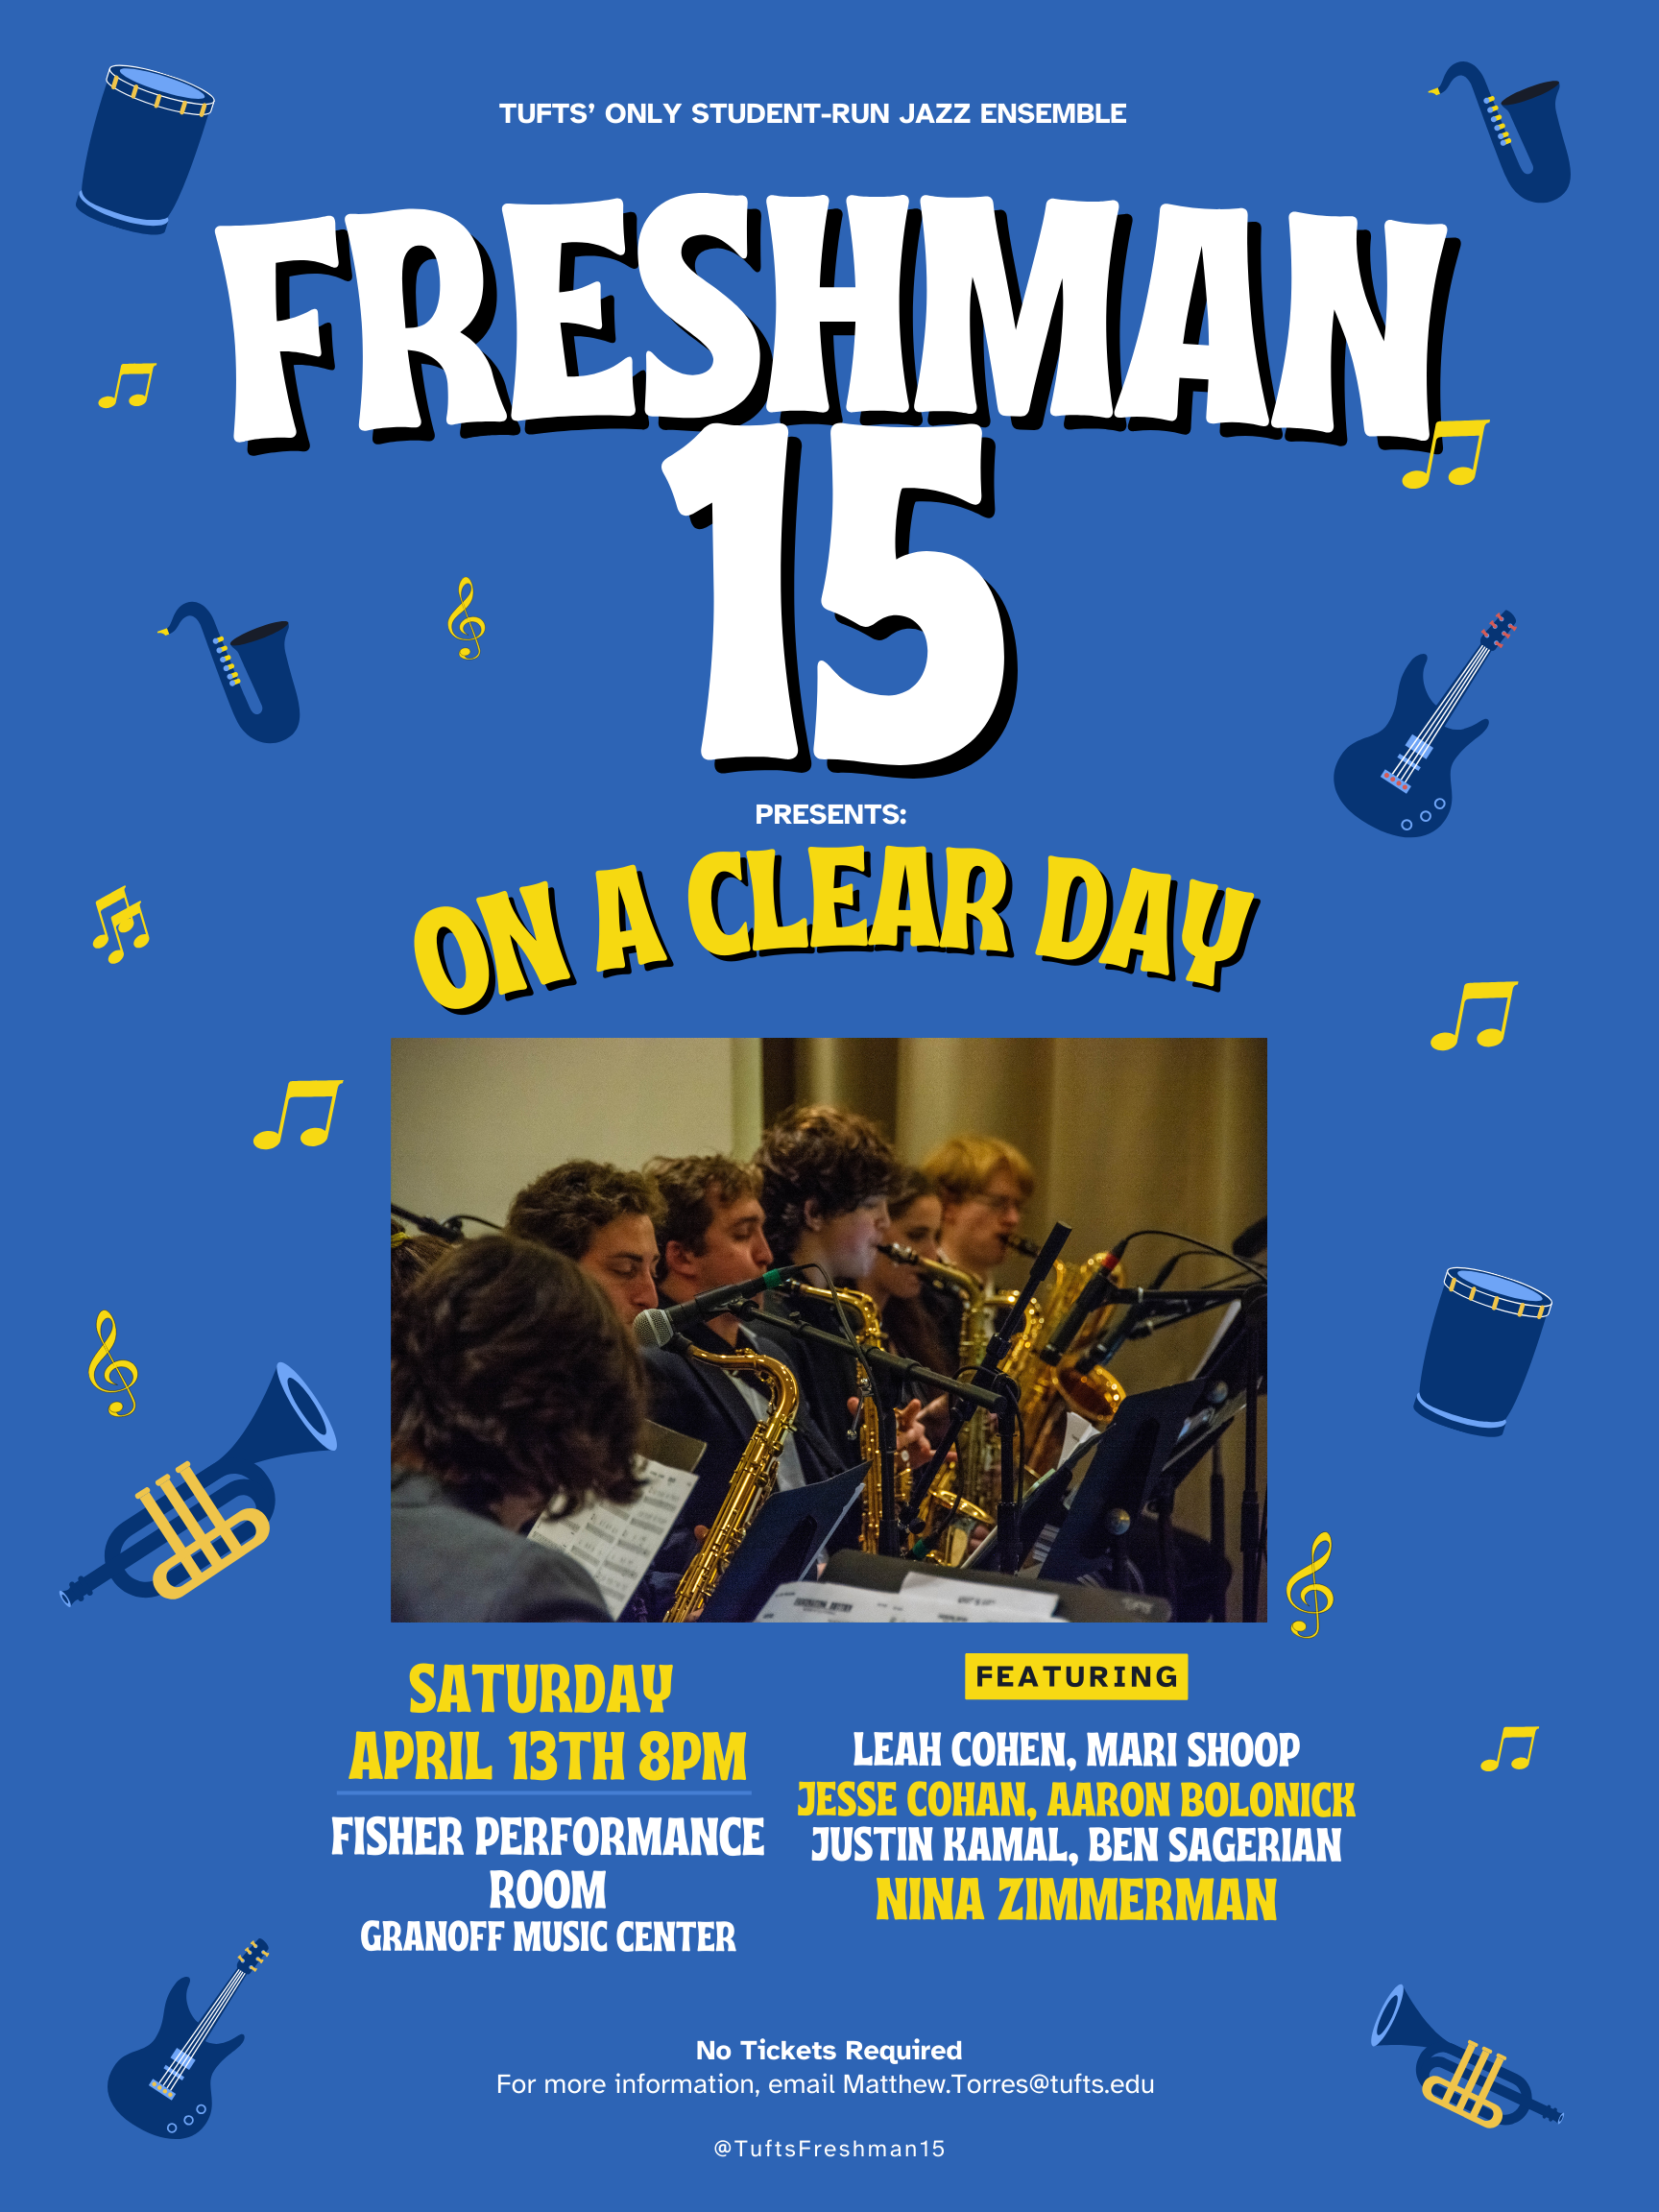 TUFTS' ONLY STUDENT-RUN JAZZ ENSEMBLE
FRESHMAN
15
PRESENTS:
ON A CLEAR DAY
SATURDAY
APRIL 13TH 8PM
FISHER PERFORMANCE
ROOM
GRANOFF MUSIC CENTER
FEATURING
LEAH COHEN, MARI SHOOP
JESSE COHAN, AARON BOLONICK
JUSTIN KAMAL, BEN SAGERIAN
NINA ZIMMERMAN
No Tickets Required
For more information, email Matthew.Torres@tufts.edu
@TuftsFreshman15